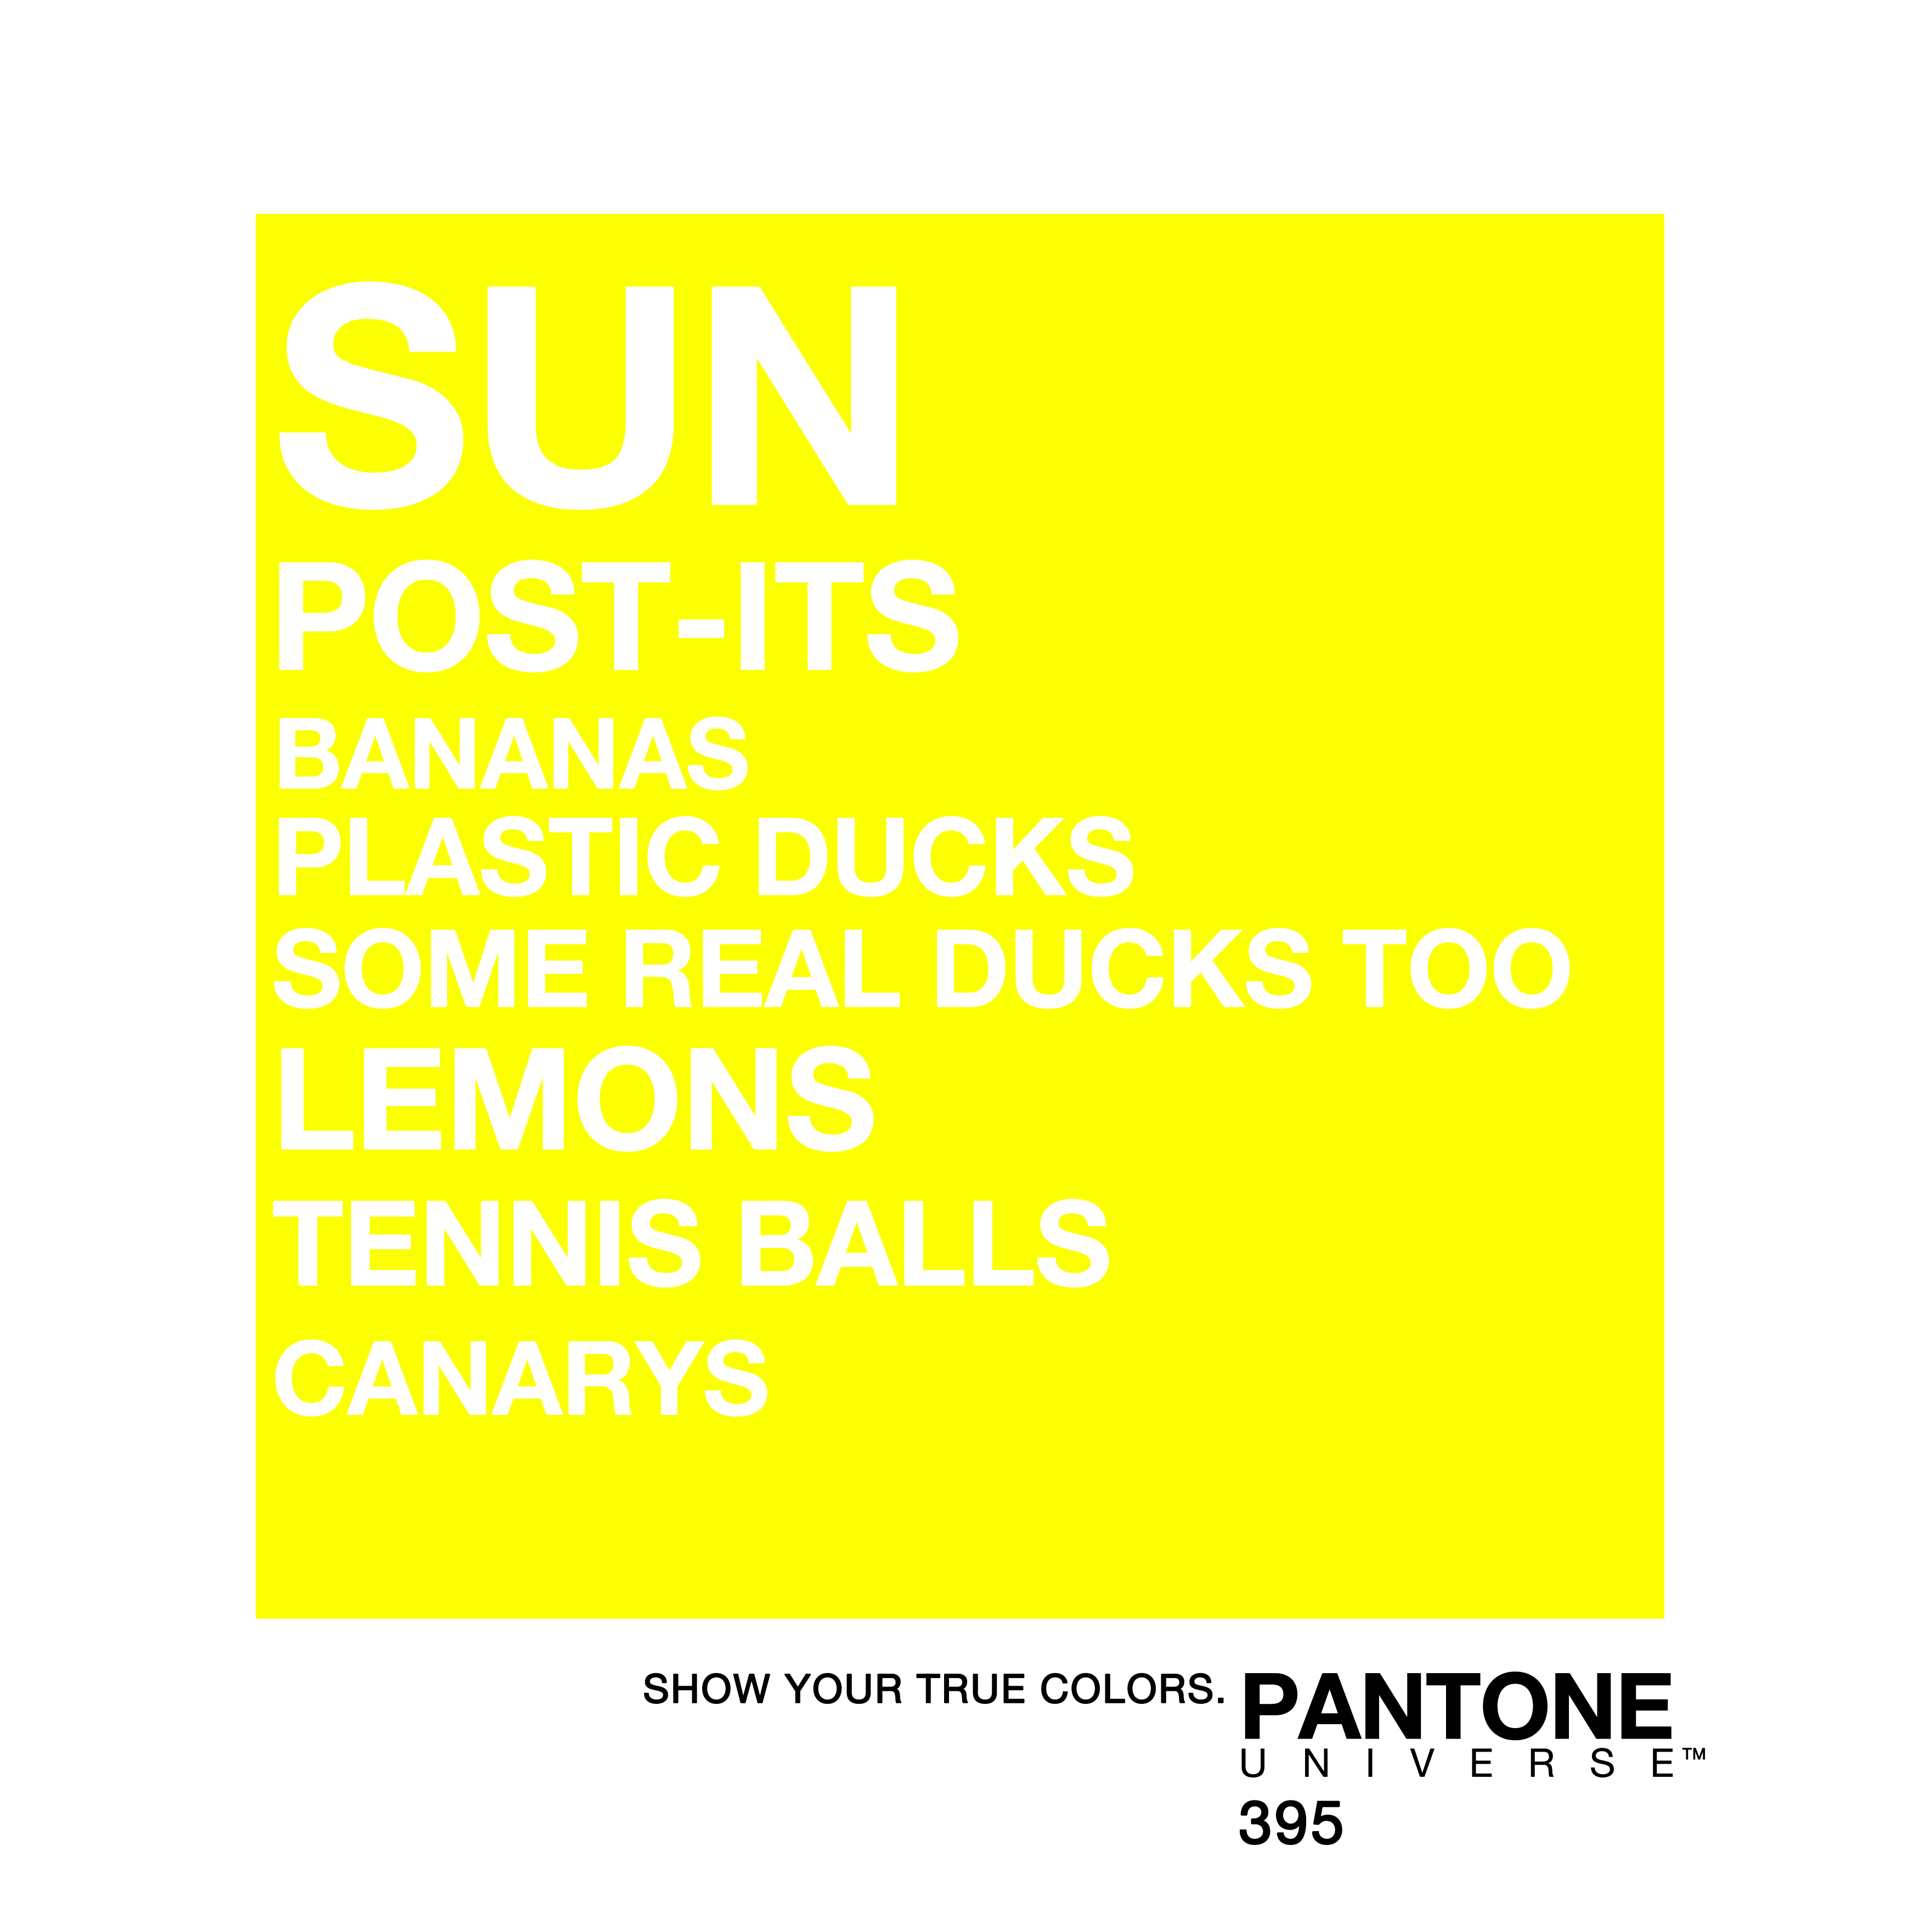 SUN
POST-ITS
BANANAS
PLASTIC DUCKS
SOME REAL DUCKS TOO
LEMONS
TENNIS BALLS
CANARYS
SHOW YOUR TRUE COLORS. PANTONE
UNIVERSE™
395